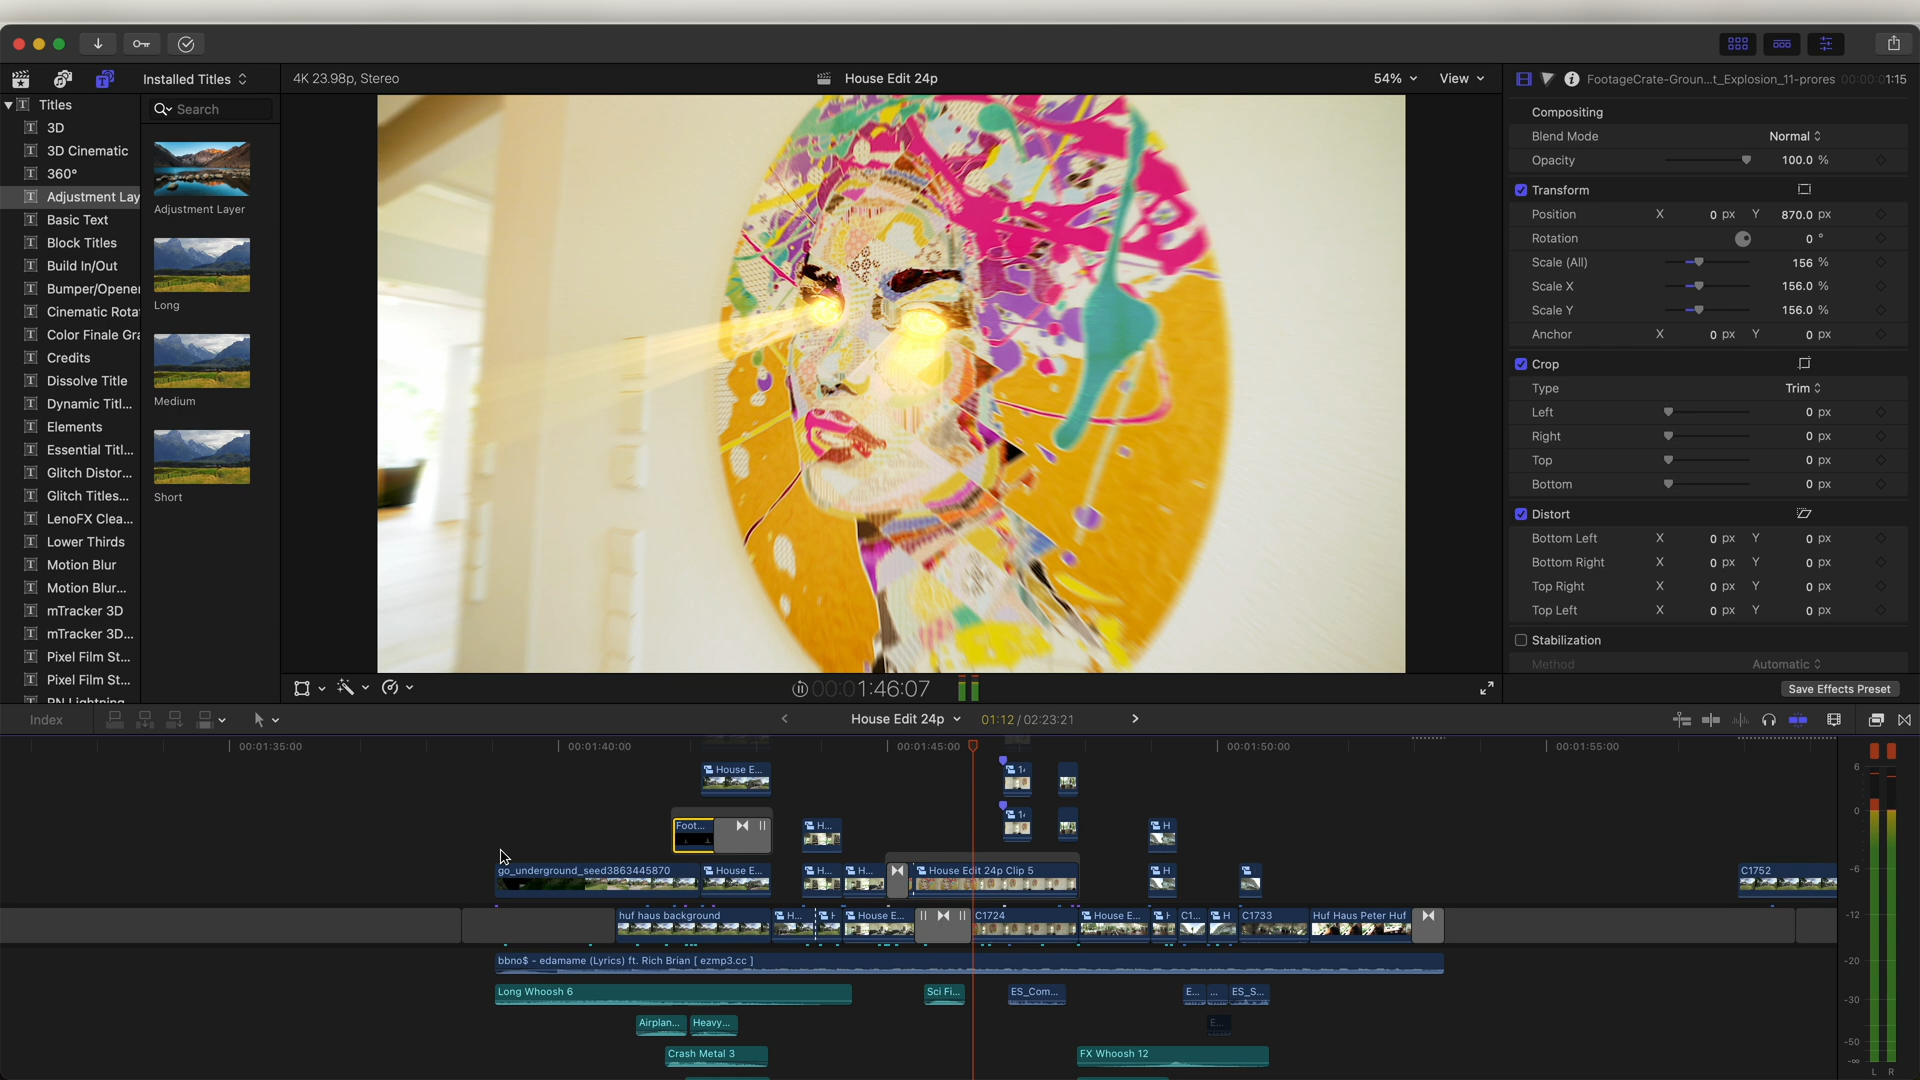 Installed Titles
4K 23.98p, Stereo
House Edit 24p
54%
View
FootageCrate-Groun...t_Explosion_11-prores
00:00:01:15
Titles
3D
3D Cinematic
360°
Adjustment Lay
Basic Text
Block Titles
Build In/Out
Bumper/Opener
Cinematic Rota
Color Finale Gra
Credits
Dissolve Title
Dynamic Titl...
Elements
Essential Titl...
Glitch Distor...
Glitch Titles...
LenoFX Clea...
Lower Thirds
Motion Blur
Motion Blur...
mTracker 3D
mTracker 3D...
Pixel Film St...
Pixel Film St...
Search
Adjustment Layer
Long
Medium
Short
Compositing
Blend Mode Normal
Opacity 100.0 %
Transform
Position X 0 px Y 870.0 px
Rotation 0 °
Scale (All) 156 %
Scale X 156.0 %
Scale Y 156.0 %
Anchor X 0 px Y 0 px
Crop
Type Trim
Left 0 px
Right 0 px
Top 0 px
Bottom 0 px
Distort
Bottom Left X 0 px Y 0 px
Bottom Right X 0 px Y 0 px
Top Right X 0 px Y 0 px
Top Left X 0 px Y 0 px
Stabilization
Method Automatic
Save Effects Preset
00:01:46:07
Index
House Edit 24p
01:12 / 02:23:21
00:01:35:00
00:01:40:00
00:01:45:00
00:01:50:00
00:01:55:00
House E...
Foot...
H...
H
go_underground_seed3863445870
House E...
H...
H...
House Edit 24p Clip 5
H
C1752
huf haus background
H...
House E...
C1724
House E...
C1...
H
C1733
Huf Haus Peter Huf
bbno$ - edamame (Lyrics) ft. Rich Brian [ ezmp3.cc ]
Long Whoosh 6
Sci Fi...
ES_Com...
E...
...
ES_S...
Airplan...
Heavy...
E...
Crash Metal 3
FX Whoosh 12
6
0
-6
-12
-20
-30
-50
-∞
L R